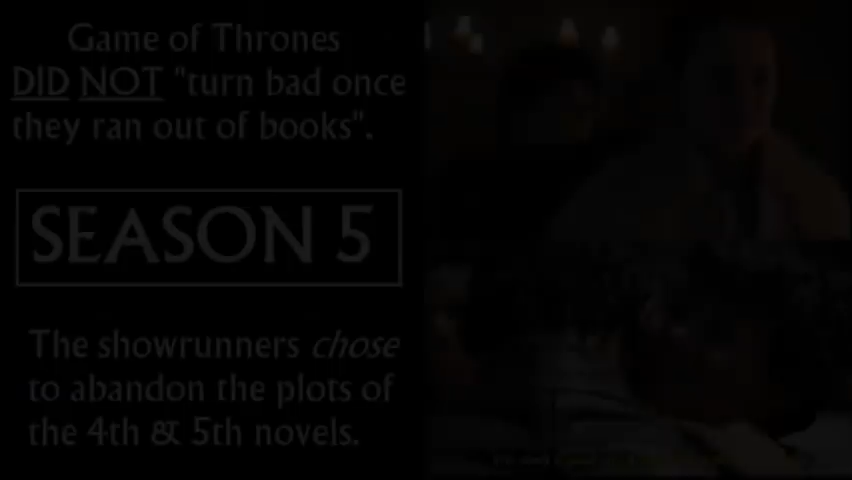 Game of Thrones
DID NOT "turn bad once
they ran out of books".
SEASON 5
The showrunners chose
to abandon the plots of
the 4th & 5th novels.